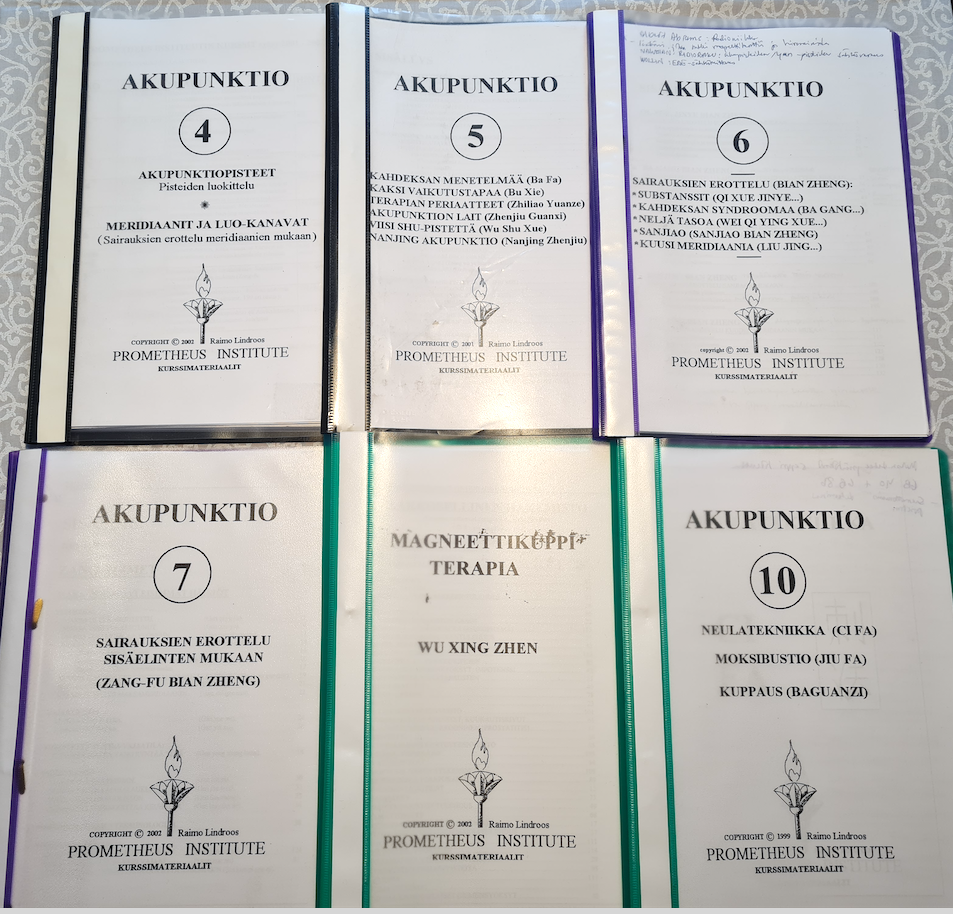 AKUPUNKTIO
4
AKUPUNKTIOPISTEET
Pisteiden luokittelu
*
MERIDIAANIT JA LUO-KANAVAT
(Sairauksien erottelu meridiaanien mukaan)
COPYRIGHT © 2002 Raimo Lindroos
PROMETHEUS INSTITUTE
KURSSIMATERIAALIT
AKUPUNKTIO
5
KAHDEKSAN MENETELMÄÄ (Ba Fa)
KAKSI VAIKUTUSTAPAA (Bu Xie)
TERAPIAN PERIAATTEET (Zhiliao Yuanze)
AKUPUNKTION LAIT (Zhenjiu Guanxi)
VIISI SHU-PISTETTÄ (Wu Shu Xue)
NANJING AKUPUNKTIO (Nanjing Zhenjiu)
COPYRIGHT © 2001 Raimo Lindroos
PROMETHEUS INSTITUTE
KURSSIMATERIAALIT
AKUPUNKTIO
6
SAIRAUKSIEN EROTTELU (BIAN ZHENG):
* SUBSTANSSIT (QI XUE JINYE...)
* KAHDEKSAN SYNDROOMAA (BA GANG...)
* NELJÄ TASOA (WEI QI YING XUE...)
* SANJIAO (SANJIAO BIAN ZHENG)
* KUUSI MERIDIAANIA (LIU JING...)
copyright © 2002 Raimo Lindroos
PROMETHEUS INSTITUTE
KURSSIMATERIAALIT
AKUPUNKTIO
7
SAIRAUKSIEN EROTTELU
SISÄELINTEN MUKAAN
(ZANG-FU BIAN ZHENG)
COPYRIGHT © 2002 Raimo Lindroos
PROMETHEUS INSTITUTE
KURSSIMATERIAALIT
MAGNEETTIKUPPI-
TERAPIA
WU XING ZHEN
COPYRIGHT © 2002 Raimo Lindroos
PROMETHEUS INSTITUTE
KURSSIMATERIAALIT
AKUPUNKTIO
10
NEULATEKNIIKKA (CI FA)
MOKSIBUSTIO (JIU FA)
KUPPAUS (BAGUANZI)
COPYRIGHT © 1999 Raimo Lindroos
PROMETHEUS INSTITUTE
KURSSIMATERIAALIT